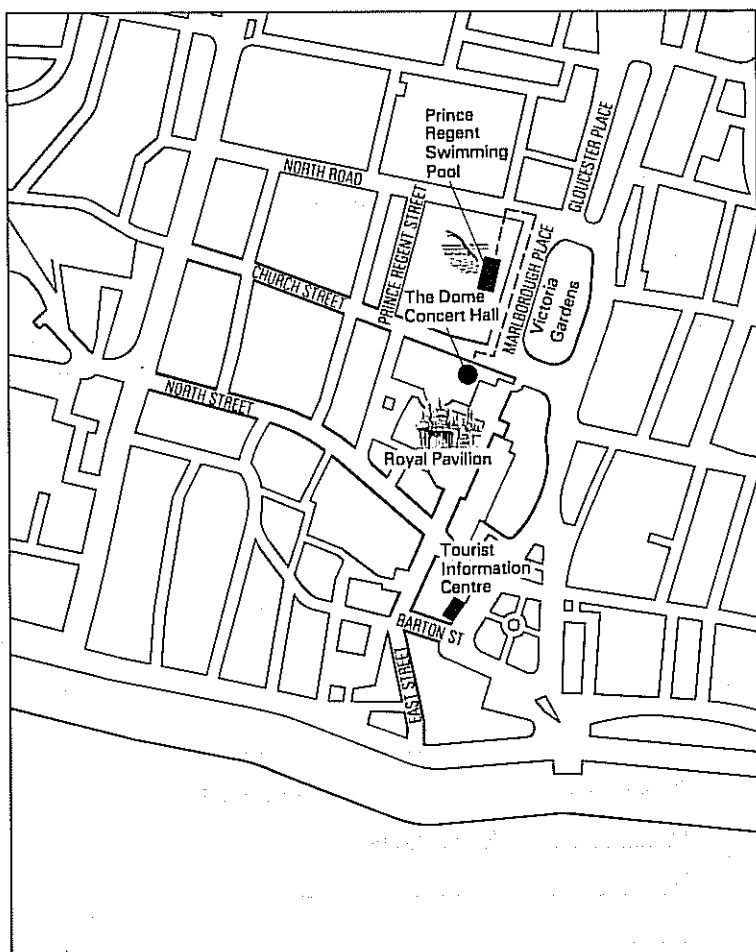 Prince
Regent
Swimming
Pool
GLOUCESTER PLACE
NORTH ROAD
PRINCE REGENT STREET
MARLBOROUGH PLACE
Victoria
Gardens
CHURCH STREET
The Dome
Concert Hall
NORTH STREET
Royal Pavilion
Tourist
Information
Centre
BARTON ST
EAST STREET